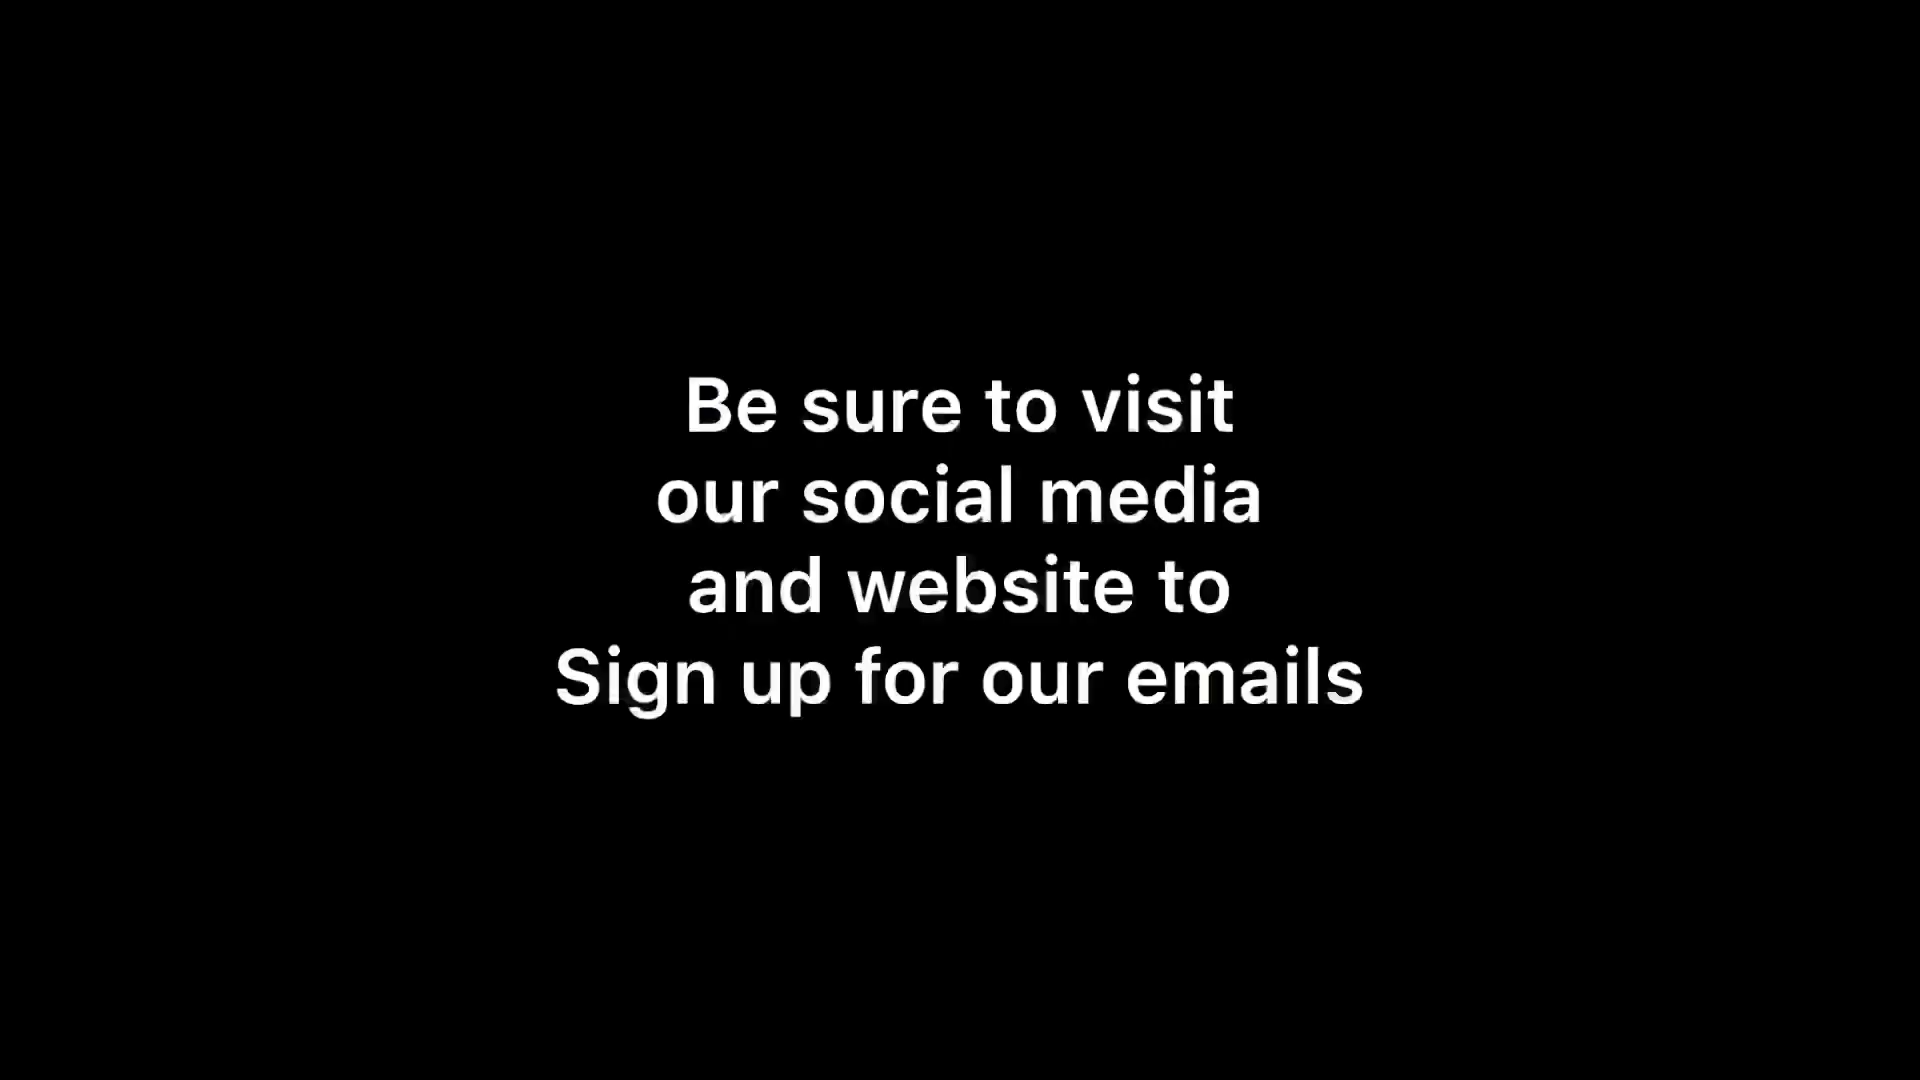 Be sure to visit
our social media
and website to
Sign up for our emails